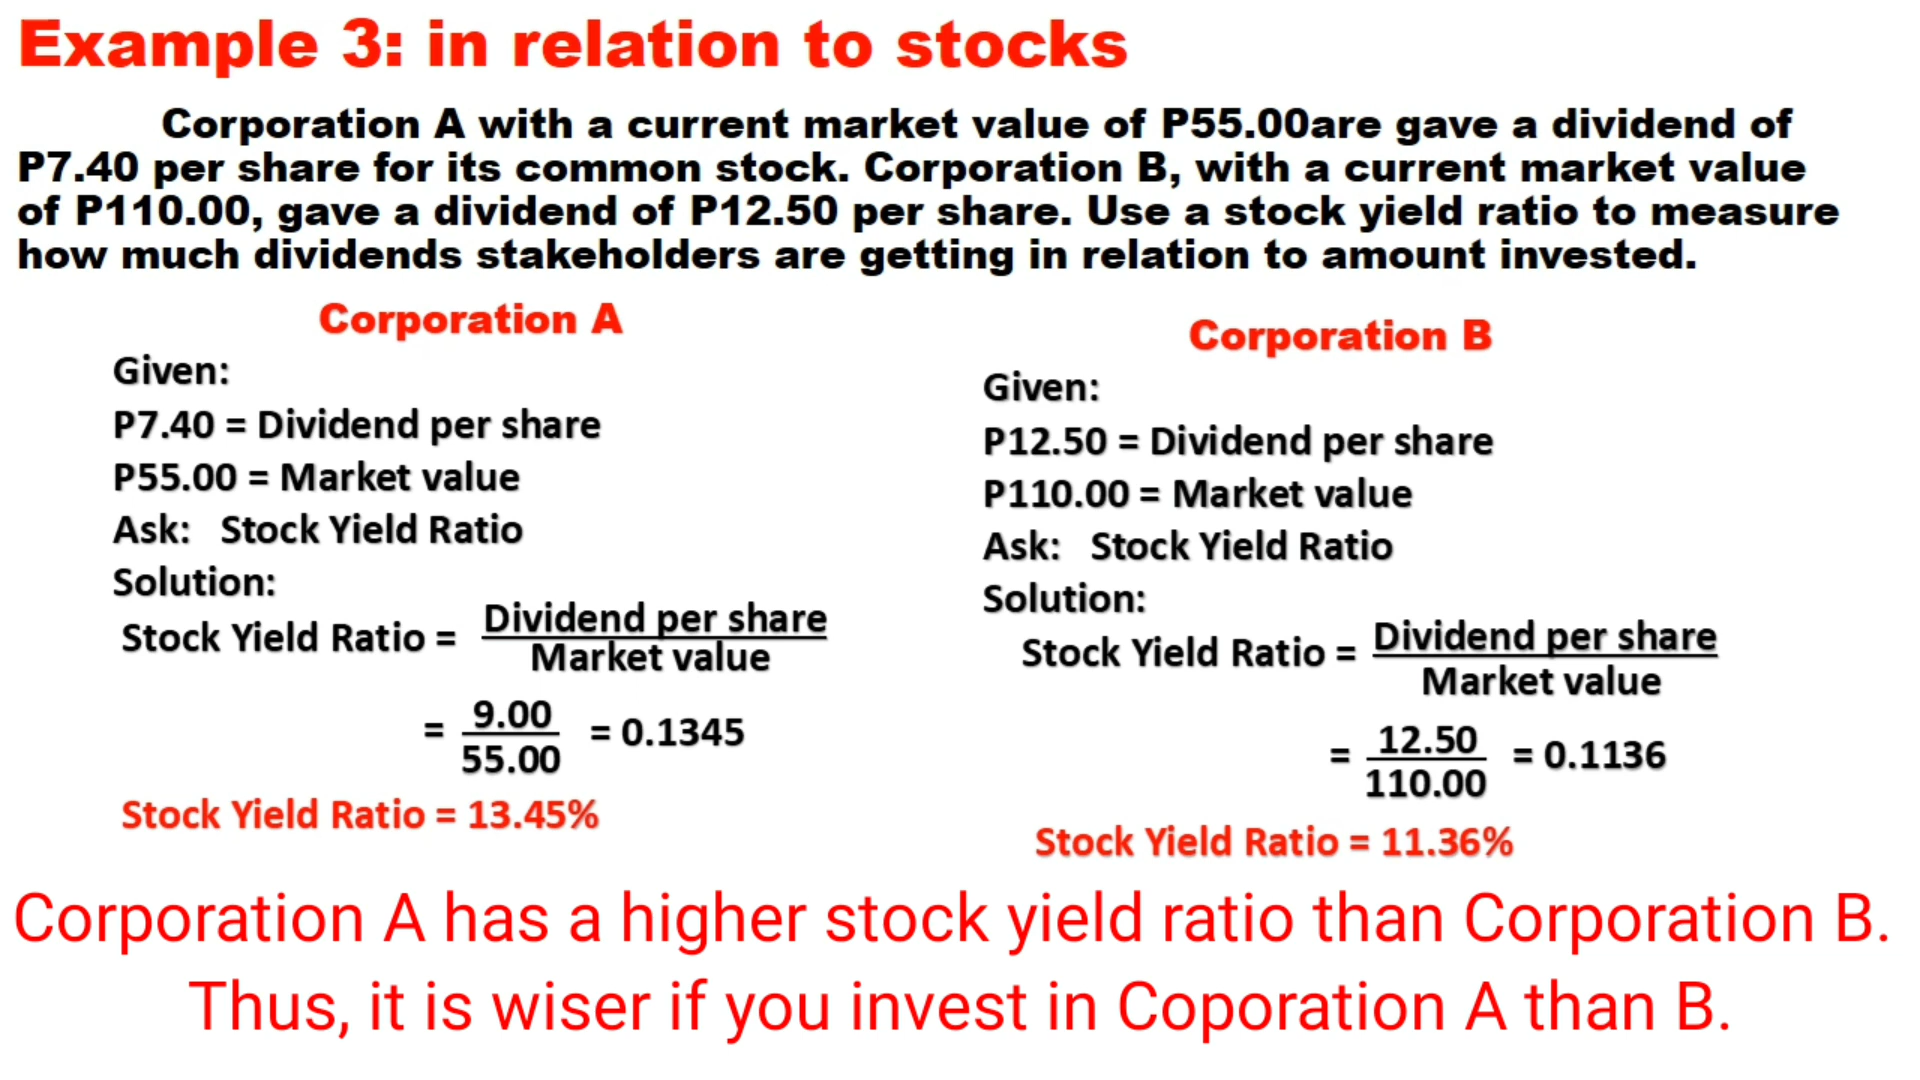 Example 3: in relation to stocks
Corporation A with a current market value of P55.00are gave a dividend of
P7.40 per share for its common stock. Corporation B, with a current market value
of P110.00, gave a dividend of P12.50 per share. Use a stock yield ratio to measure
how much dividends stakeholders are getting in relation to amount invested.
Corporation A
Given:
P7.40 = Dividend per share
P55.00 = Market value
Ask: Stock Yield Ratio
Solution:
Stock Yield Ratio = Dividend per share
Market value
= 9.00 = 0.1345
55.00
Stock Yield Ratio = 13.45%
Corporation B
Given:
P12.50 = Dividend per share
P110.00 = Market value
Ask: Stock Yield Ratio
Solution:
Stock Yield Ratio = Dividend per share
Market value
= 12.50 = 0.1136
110.00
Stock Yield Ratio = 11.36%
Corporation A has a higher stock yield ratio than Corporation B.
Thus, it is wiser if you invest in Coporation A than B.